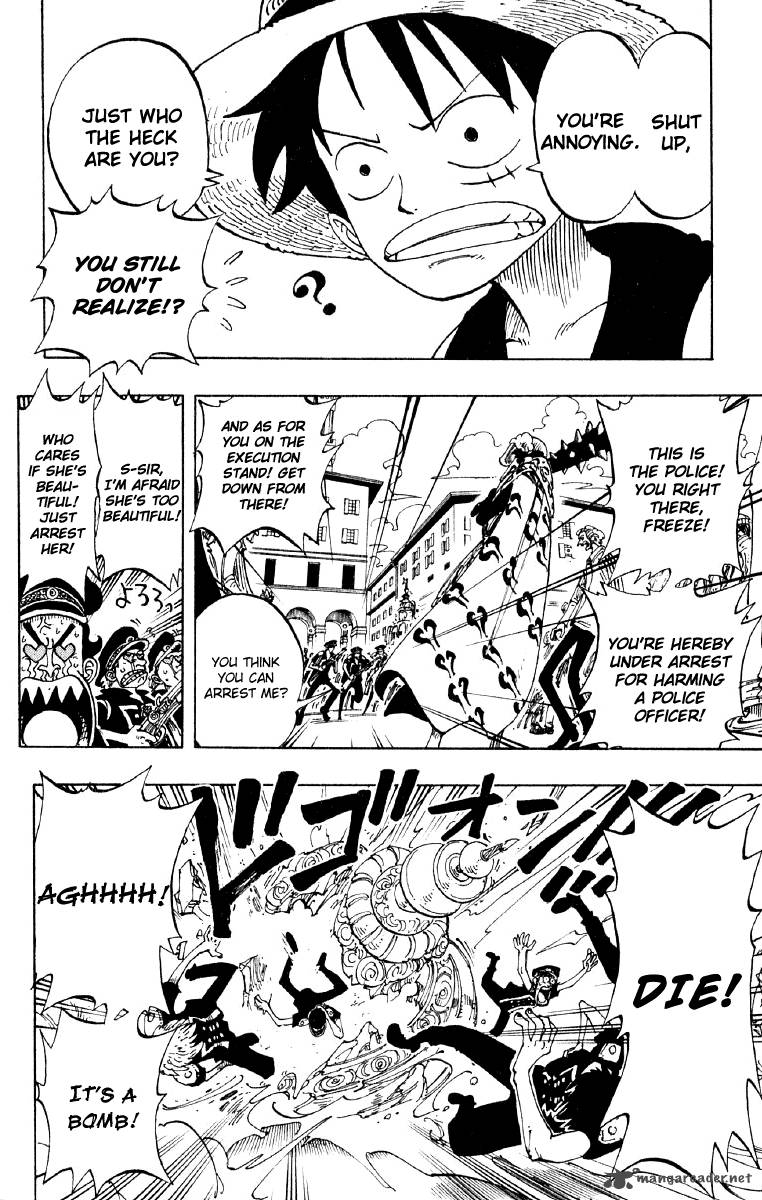 SHUT
UP,
YOU'RE
ANNOYING.
JUST WHO
THE HECK
ARE YOU?
YOU STILL
DON'T
REALIZE!?
?
THIS IS
THE POLICE!
YOU RIGHT
THERE,
FREEZE!
YOU'RE HEREBY
UNDER ARREST
FOR HARMING
A POLICE
OFFICER!
AND AS FOR
YOU ON THE
EXECUTION
STAND! GET
DOWN FROM
THERE!
YOU THINK
YOU CAN
ARREST ME?
S-SIR,
I'M AFRAID
SHE'S TOO
BEAUTIFUL!
WHO
CARES
IF SHE'S
BEAU-
TIFUL!
JUST
ARREST
HER!
よろろ
DIE!
ドゴオーン!!!
AGHHHH!
IT'S A
BOMB!
mangareader.net